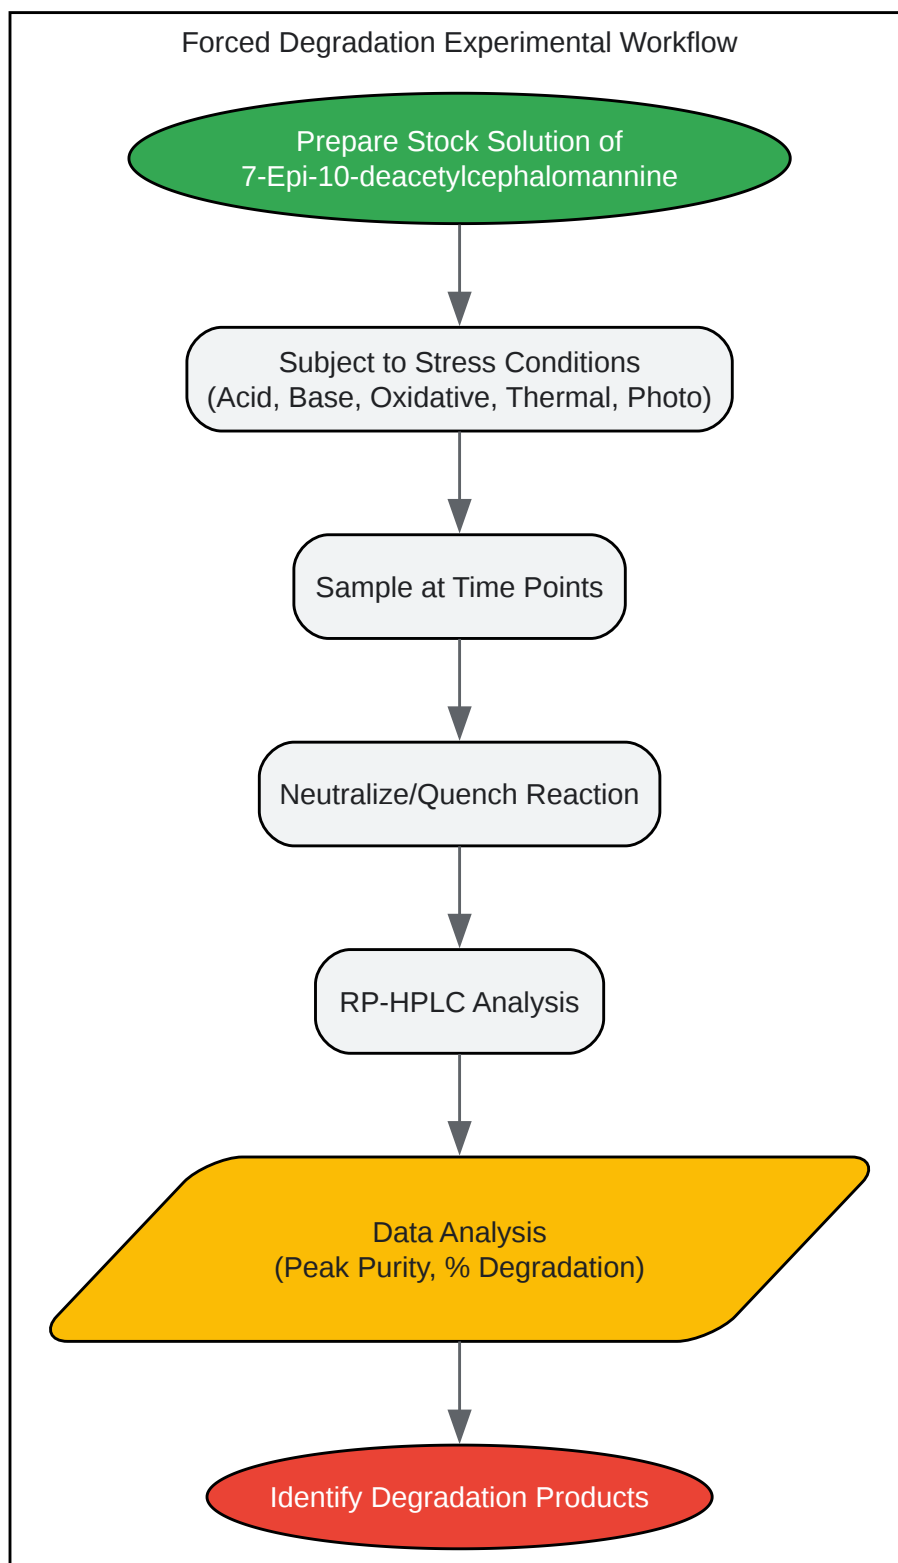 Forced Degradation Experimental Workflow
Prepare Stock Solution of
7-Epi-10-deacetylcephalomannine
Subject to Stress Conditions
(Acid, Base, Oxidative, Thermal, Photo)
Sample at Time Points
Neutralize/Quench Reaction
RP-HPLC Analysis
Data Analysis
(Peak Purity, % Degradation)
Identify Degradation Products